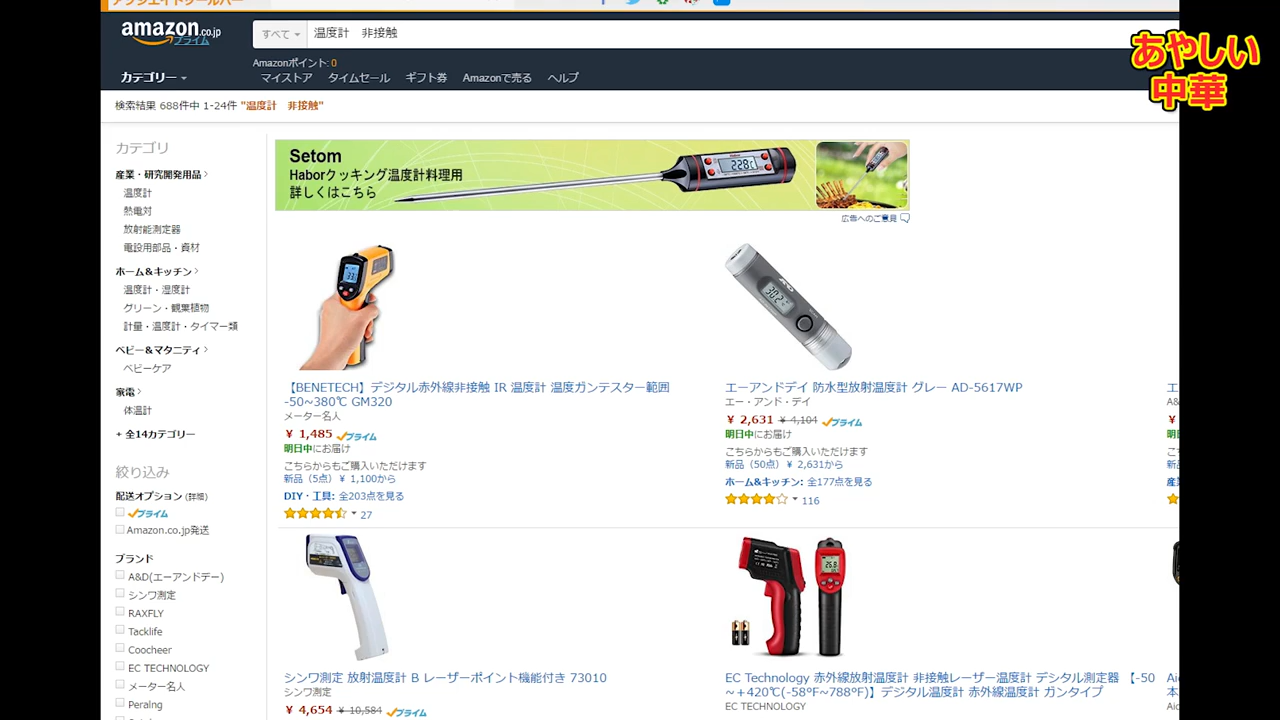 アソシエイトツールバー
amazon.co.jp
プライム
すべて
温度計　非接触
あやしい
中華
Amazonポイント: 0
カテゴリー
マイストア タイムセール ギフト券 Amazonで売る ヘルプ
検索結果 688件中 1-24件 "温度計　非接触"
カテゴリ
産業・研究開発用品
温度計
熱電対
放射能測定器
電設用部品・資材
ホーム&キッチン
温度計・湿度計
グリーン・観葉植物
計量・温度計・タイマー類
ベビー&マタニティ
ベビーケア
家電
体温計
+ 全14カテゴリー
絞り込み
配送オプション (詳細)
プライム
Amazon.co.jp発送
ブランド
A&D(エーアンドデー)
シンワ測定
RAXFLY
Tacklife
Coocheer
EC TECHNOLOGY
メーター名人
Peralng
Setom
Haborクッキング温度計料理用
詳しくはこちら
広告へのご意見
【BENETECH】デジタル赤外線非接触 IR 温度計 温度ガンテスター範囲
-50~380℃ GM320
メーター名人
¥ 1,485 プライム
明日中にお届け
こちらからもご購入いただけます
新品（5点）¥ 1,100から
DIY・工具: 全203点を見る
27
エーアンドデイ 防水型放射温度計 グレー AD-5617WP
エー・アンド・デイ
¥ 2,631 ¥ 4,104 プライム
明日中にお届け
こちらからもご購入いただけます
新品（50点）¥ 2,631から
ホーム&キッチン: 全177点を見る
116
シンワ測定 放射温度計 B レーザーポイント機能付き 73010
シンワ測定
¥ 4,654 ¥ 10,584 プライム
EC Technology 赤外線放射温度計 非接触レーザー温度計 デシタル測定器 【-50
~＋420℃(-58ºF~788ºF)】デジタル温度計 赤外線温度計 ガンタイプ
EC TECHNOLOGY